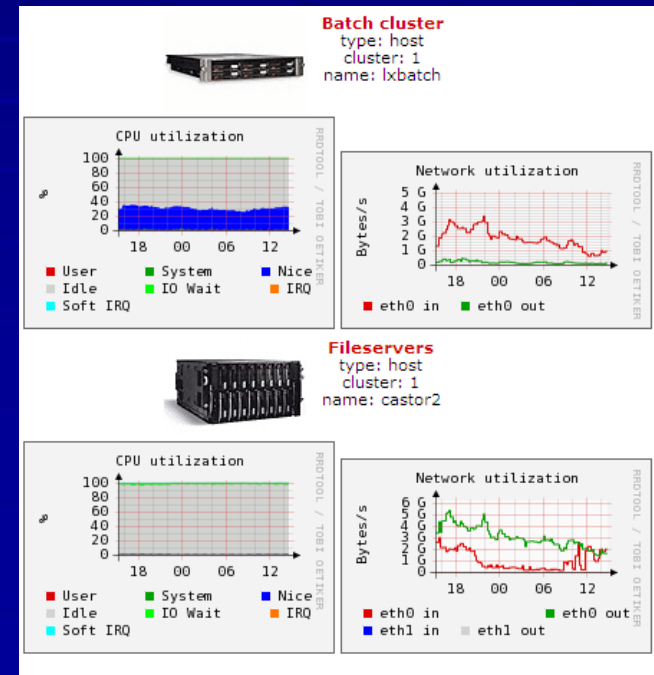 Batch cluster
type: host
cluster: 1
name: lxbatch
CPU utilization
RRDTOOL / TOBI OETIKER
%
100
80
60
40
20
0
18 00 06 12
User System Nice
Idle IO Wait IRQ
Soft IRQ
Network utilization
RRDTOOL / TOBI OETIKER
Bytes/s
5 G
4 G
3 G
2 G
1 G
0
18 00 06 12
eth0 in eth0 out
Fileservers
type: host
cluster: 1
name: castor2
CPU utilization
RRDTOOL / TOBI OETIKER
%
100
80
60
40
20
0
18 00 06 12
User System Nice
Idle IO Wait IRQ
Soft IRQ
Network utilization
RRDTOOL / TOBI OETIKER
Bytes/s
6 G
5 G
4 G
3 G
2 G
1 G
0
18 00 06 12
eth0 in eth0 out
eth1 in eth1 out